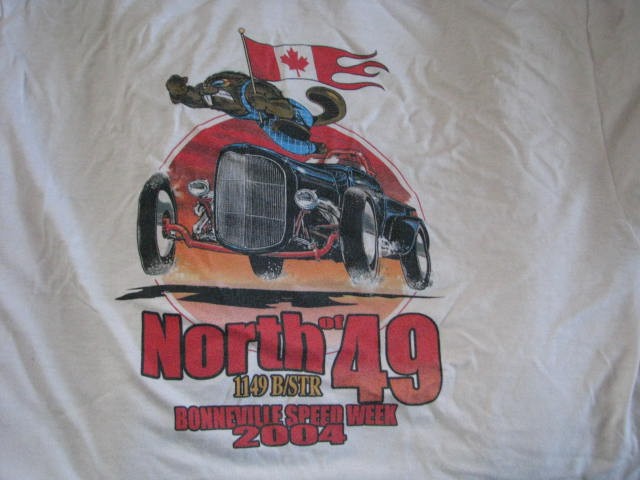 North of '49
1149 B/STR
BONNEVILLE SPEED WEEK
2004